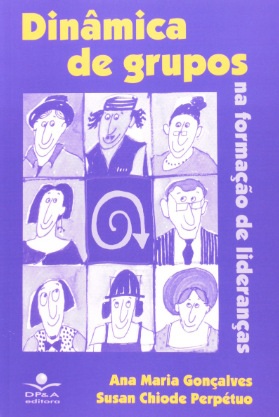 Dinâmica
de grupos
na formação de lideranças
Ana Maria Gonçalves
Susan Chiode Perpétuo
DP&A
editora